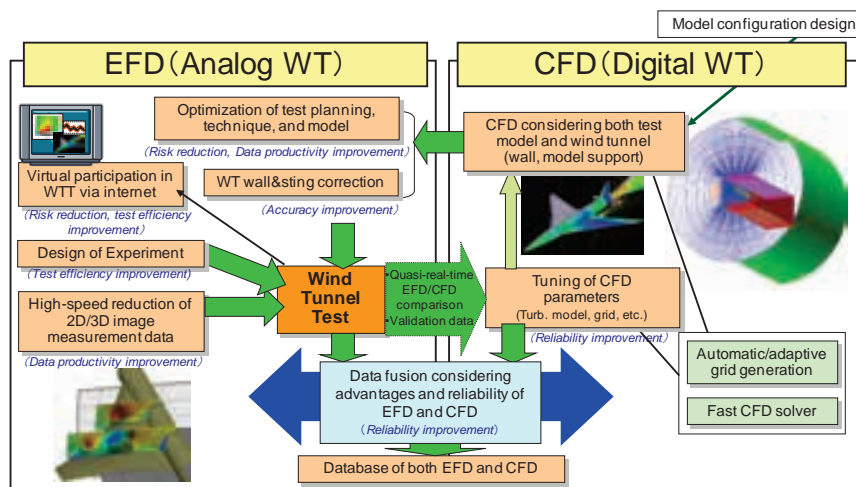 Model configuration design
EFD(Analog WT)
CFD(Digital WT)
Optimization of test planning,
technique, and model
(Risk reduction, Data productivity improvement)
WT wall&sting correction
(Accuracy improvement)
Virtual participation in
WTT via internet
(Risk reduction, test efficiency
improvement)
Design of Experiment
(Test efficiency improvement)
High-speed reduction of
2D/3D image
measurement data
(Data productivity improvement)
Wind
Tunnel
Test
•Quasi-real-time
EFD/CFD
comparison
•Validation data
CFD considering both test
model and wind tunnel
(wall, model support)
Tuning of CFD
parameters
(Turb. model, grid, etc.)
(Reliability improvement)
Automatic/adaptive
grid generation
Fast CFD solver
Data fusion considering
advantages and reliability of
EFD and CFD
(Reliability improvement)
Database of both EFD and CFD